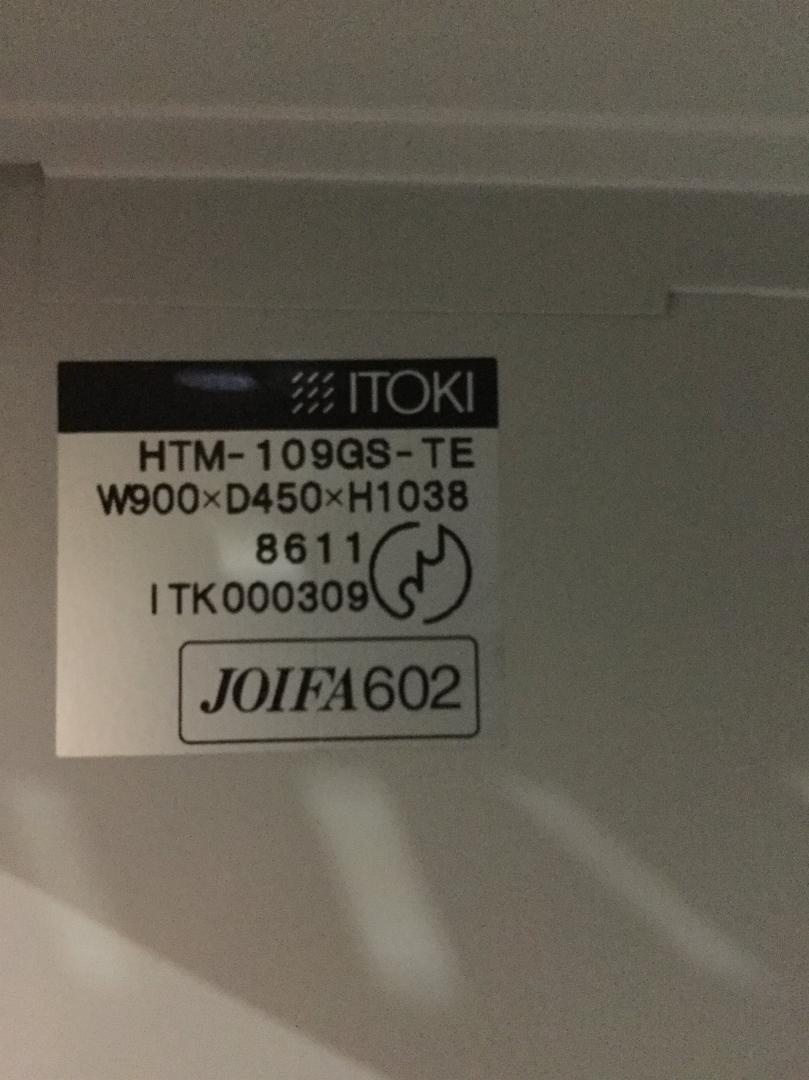 ITOKI
HTM-109GS-TE
W900×D450×H1038
8611
ITK000309
JOIFA602